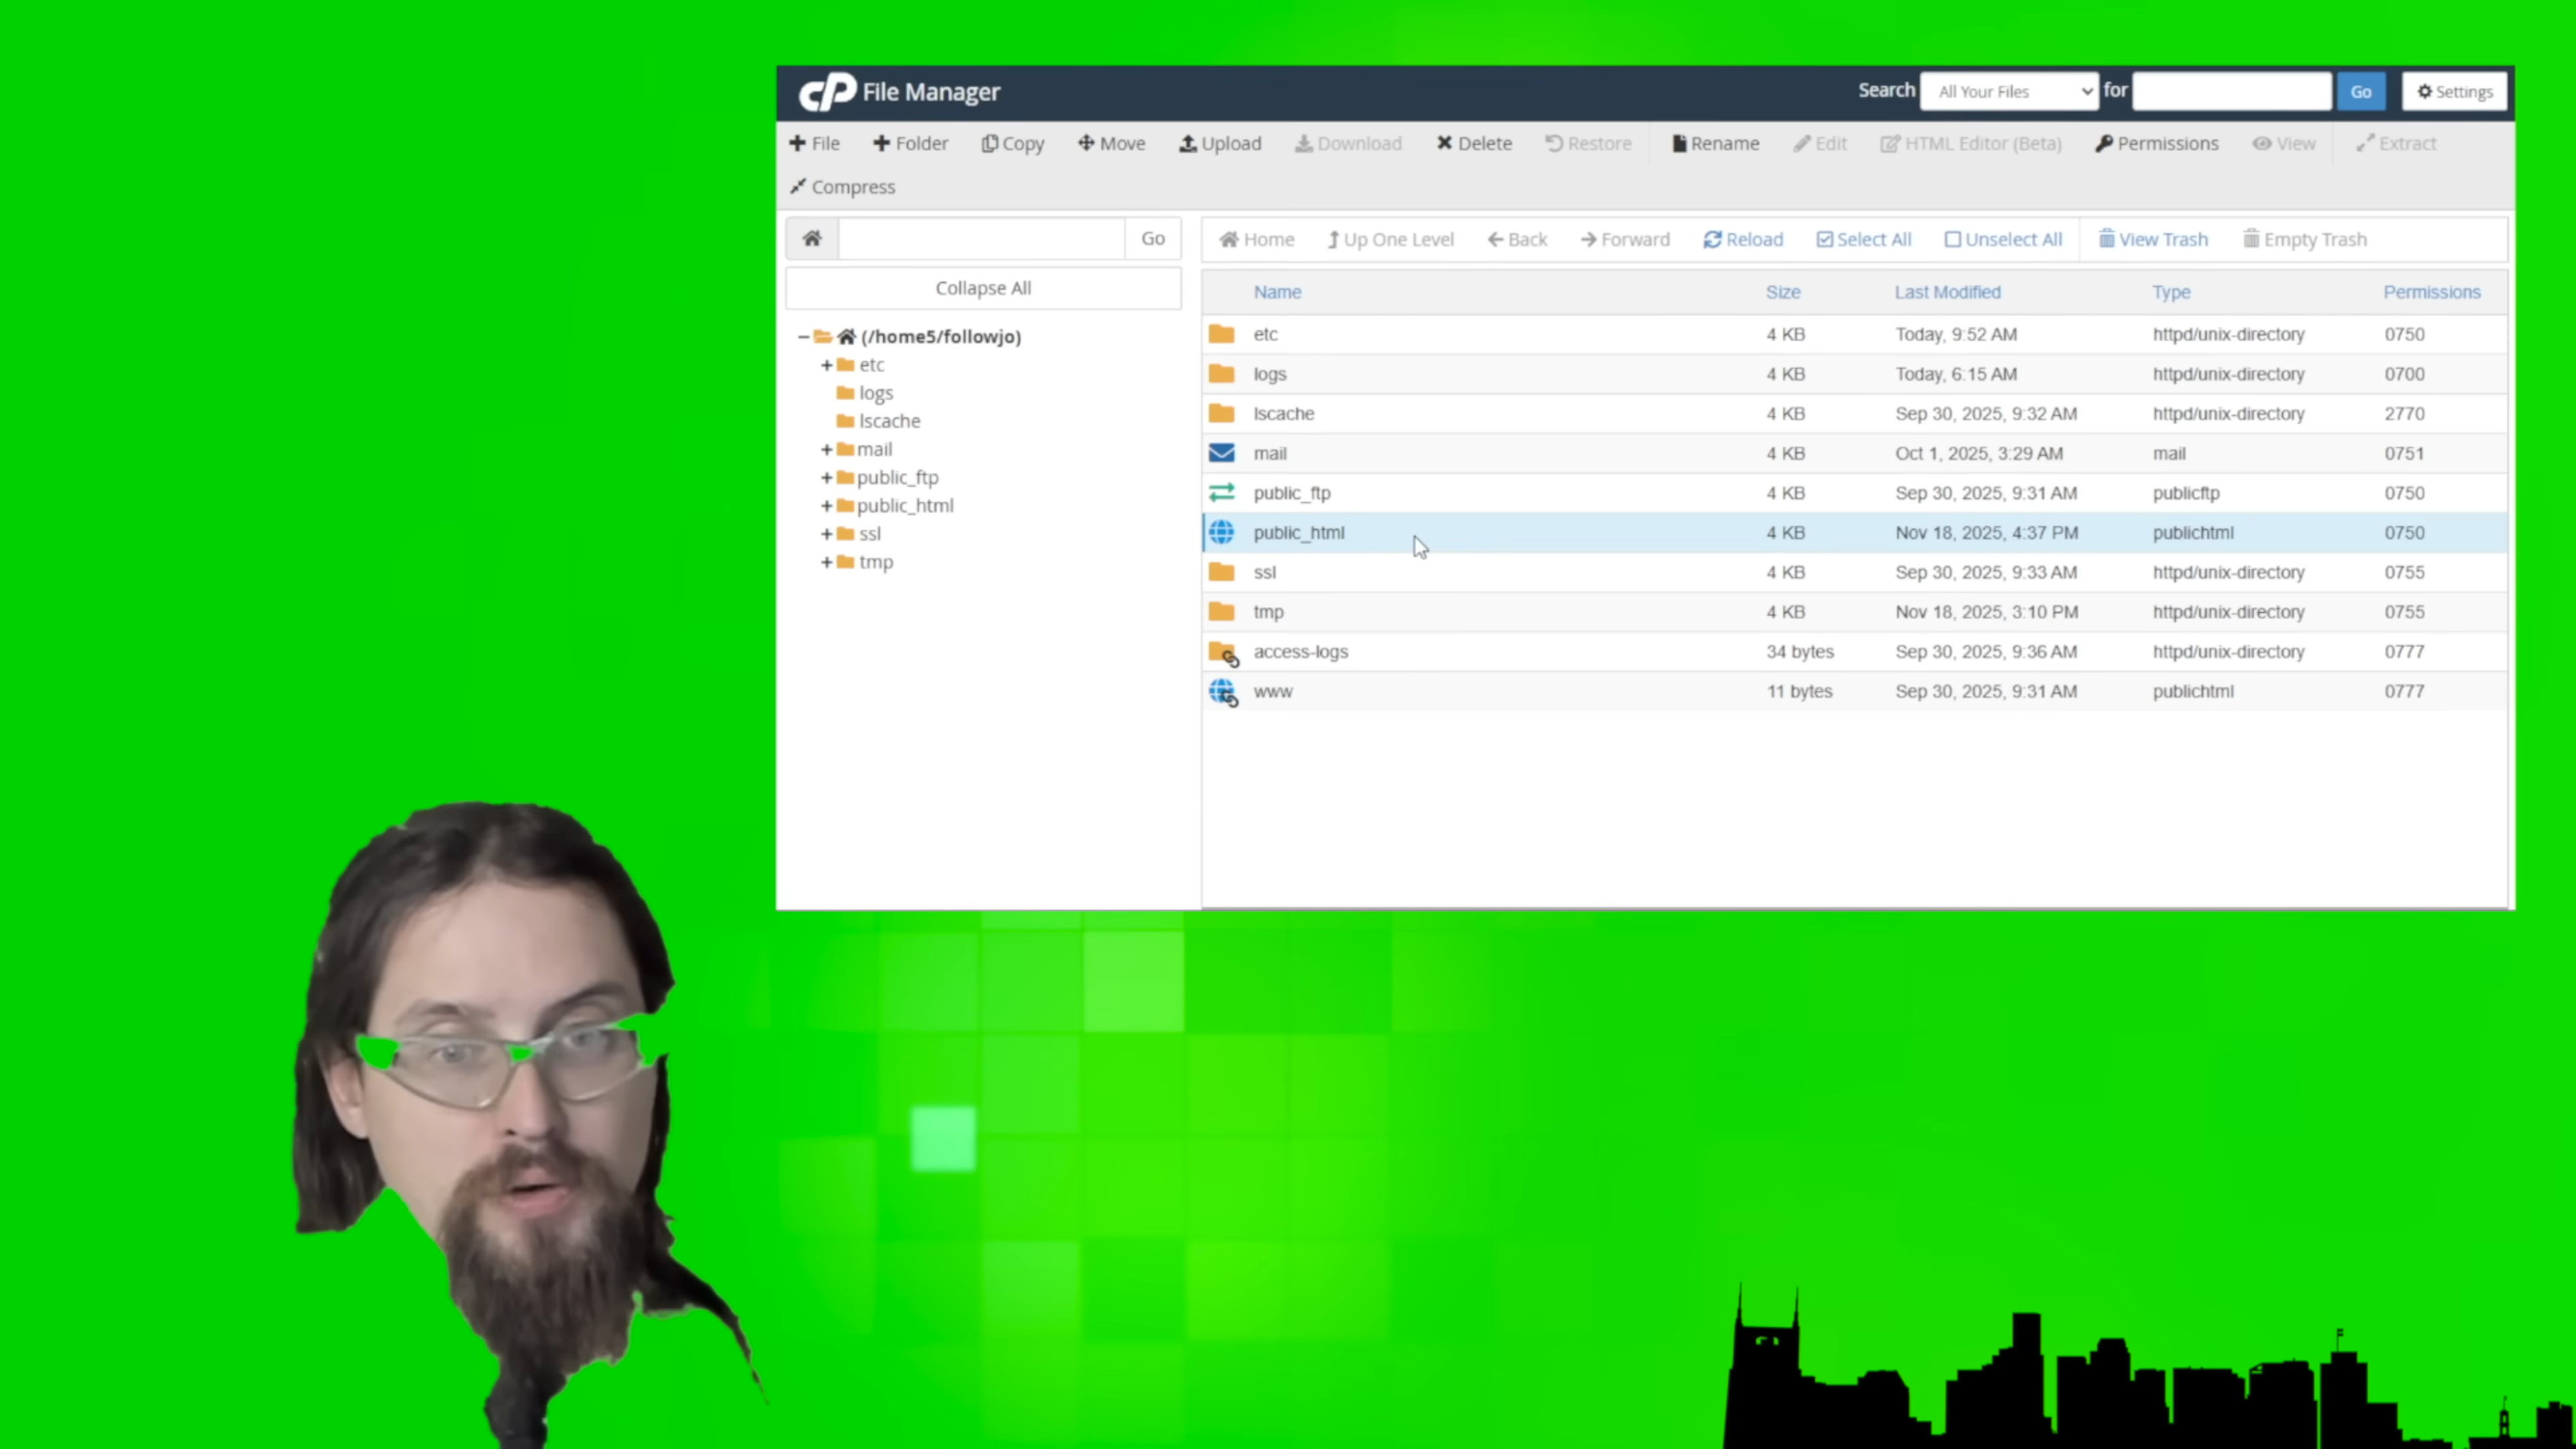 cP File Manager
Search All Your Files for Go Settings
File Folder Copy Move Upload Download Delete Restore Rename Edit HTML Editor (Beta) Permissions View Extract
Compress
Go
Collapse All
(/home5/followjo)
etc
logs
lscache
mail
public_ftp
public_html
ssl
tmp
Home Up One Level Back Forward Reload Select All Unselect All View Trash Empty Trash
Name Size Last Modified Type Permissions
etc 4 KB Today, 9:52 AM httpd/unix-directory 0750
logs 4 KB Today, 6:15 AM httpd/unix-directory 0700
lscache 4 KB Sep 30, 2025, 9:32 AM httpd/unix-directory 2770
mail 4 KB Oct 1, 2025, 3:29 AM mail 0751
public_ftp 4 KB Sep 30, 2025, 9:31 AM publicftp 0750
public_html 4 KB Nov 18, 2025, 4:37 PM publichtml 0750
ssl 4 KB Sep 30, 2025, 9:33 AM httpd/unix-directory 0755
tmp 4 KB Nov 18, 2025, 3:10 PM httpd/unix-directory 0755
access-logs 34 bytes Sep 30, 2025, 9:36 AM httpd/unix-directory 0777
www 11 bytes Sep 30, 2025, 9:31 AM publichtml 0777